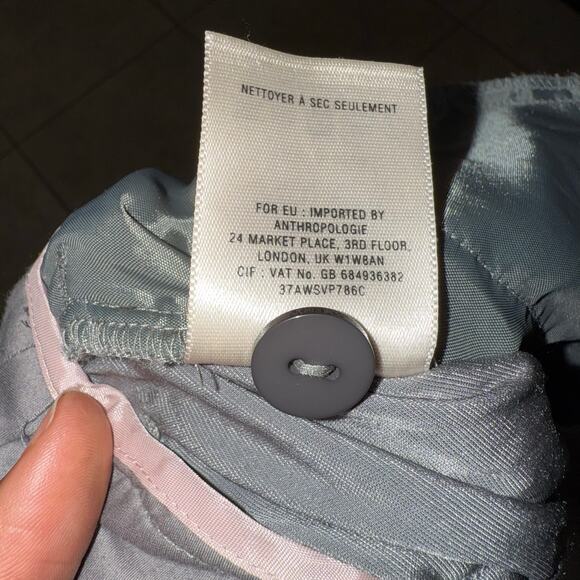 NETTOYER À SEC SEULEMENT
FOR EU : IMPORTED BY
ANTHROPOLOGIE
24 MARKET PLACE, 3RD FLOOR.
LONDON, UK W1W8AN
CIF : VAT No. GB 684936382
37AWSVP786C